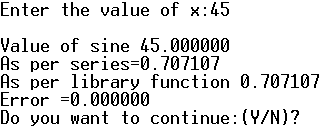 Enter the value of x:45
Value of sine 45.000000
As per series=0.707107
As per library function 0.707107
Error =0.000000
Do you want to continue:(Y/N)?